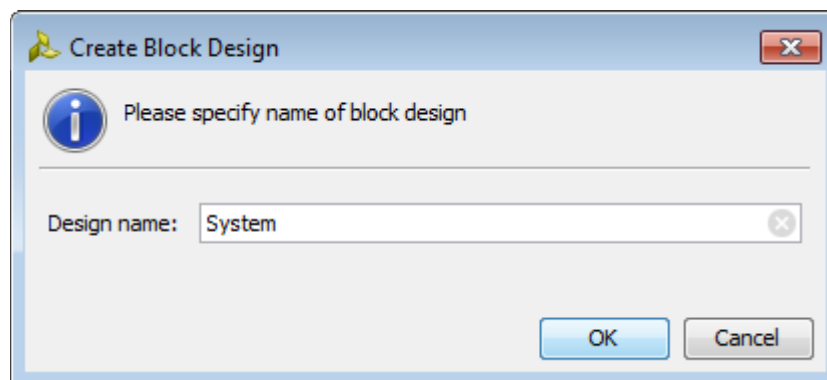 Create Block Design
Please specify name of block design
Design name: System
OK Cancel